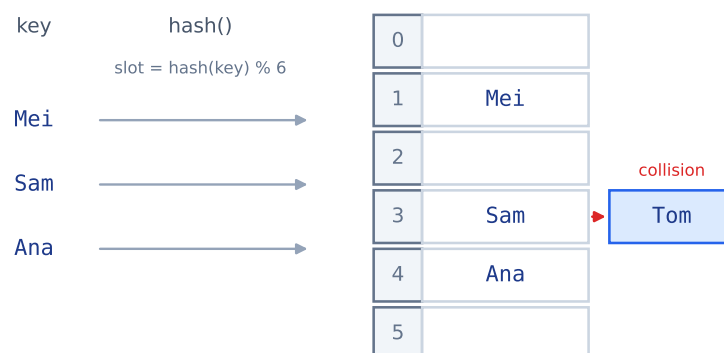 key
hash()
slot = hash(key) % 6
Mei
Sam
Ana
0
1 Mei
2
3 Sam
collision
Tom
4 Ana
5